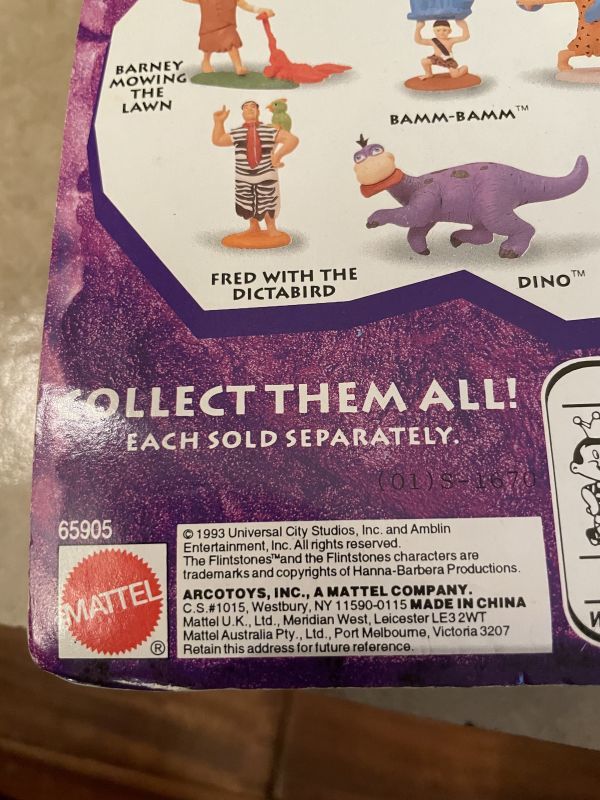 BARNEY
MOWING
THE
LAWN
BAMM-BAMM™
FRED WITH THE
DICTABIRD
DINO™
COLLECT THEM ALL!
EACH SOLD SEPARATELY.
(01)S-1670
65905
MATTEL
®
© 1993 Universal City Studios, Inc. and Amblin
Entertainment, Inc. All rights reserved.
The Flintstones™and the Flintstones characters are
trademarks and copyrights of Hanna-Barbera Productions.
ARCOTOYS, INC., A MATTEL COMPANY.
C.S.#1015, Westbury, NY 11590-0115 MADE IN CHINA
Mattel U.K., Ltd., Meridian West, Leicester LE3 2WT
Mattel Australia Pty., Ltd., Port Melbourne, Victoria 3207
Retain this address for future reference.